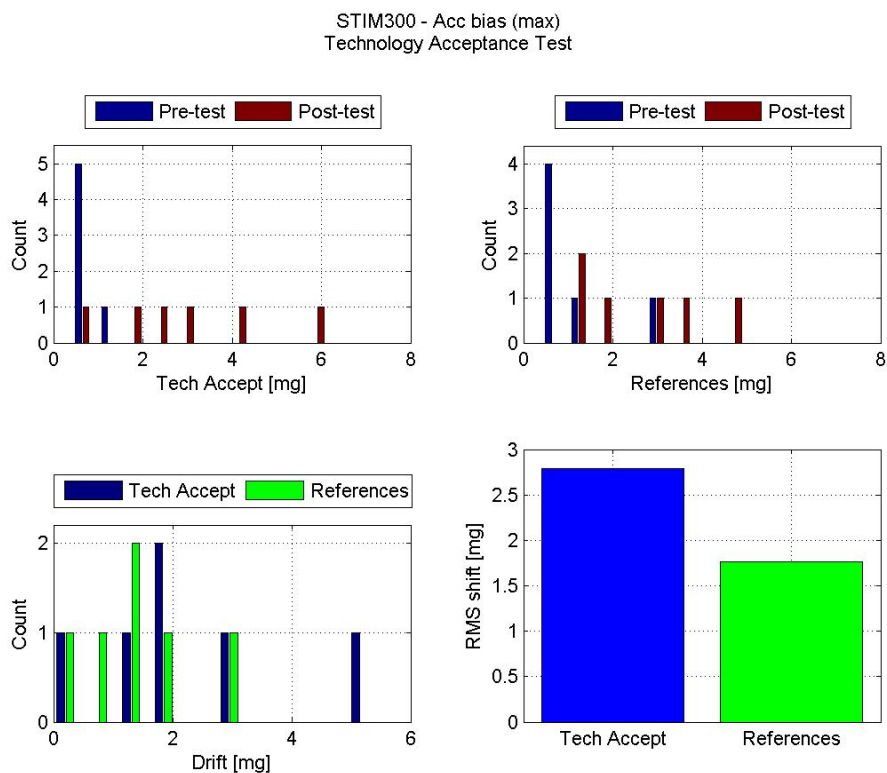 STIM300 - Acc bias (max)
Technology Acceptance Test
Pre-test Post-test
5
4
3
2
1
0
Count
0 2 4 6 8
Tech Accept [mg]
Pre-test Post-test
4
3
2
1
0
Count
0 2 4 6 8
References [mg]
Tech Accept References
2
1
0
Count
0 2 4 6
Drift [mg]
3
2.5
2
1.5
1
0.5
0
RMS shift [mg]
Tech Accept References